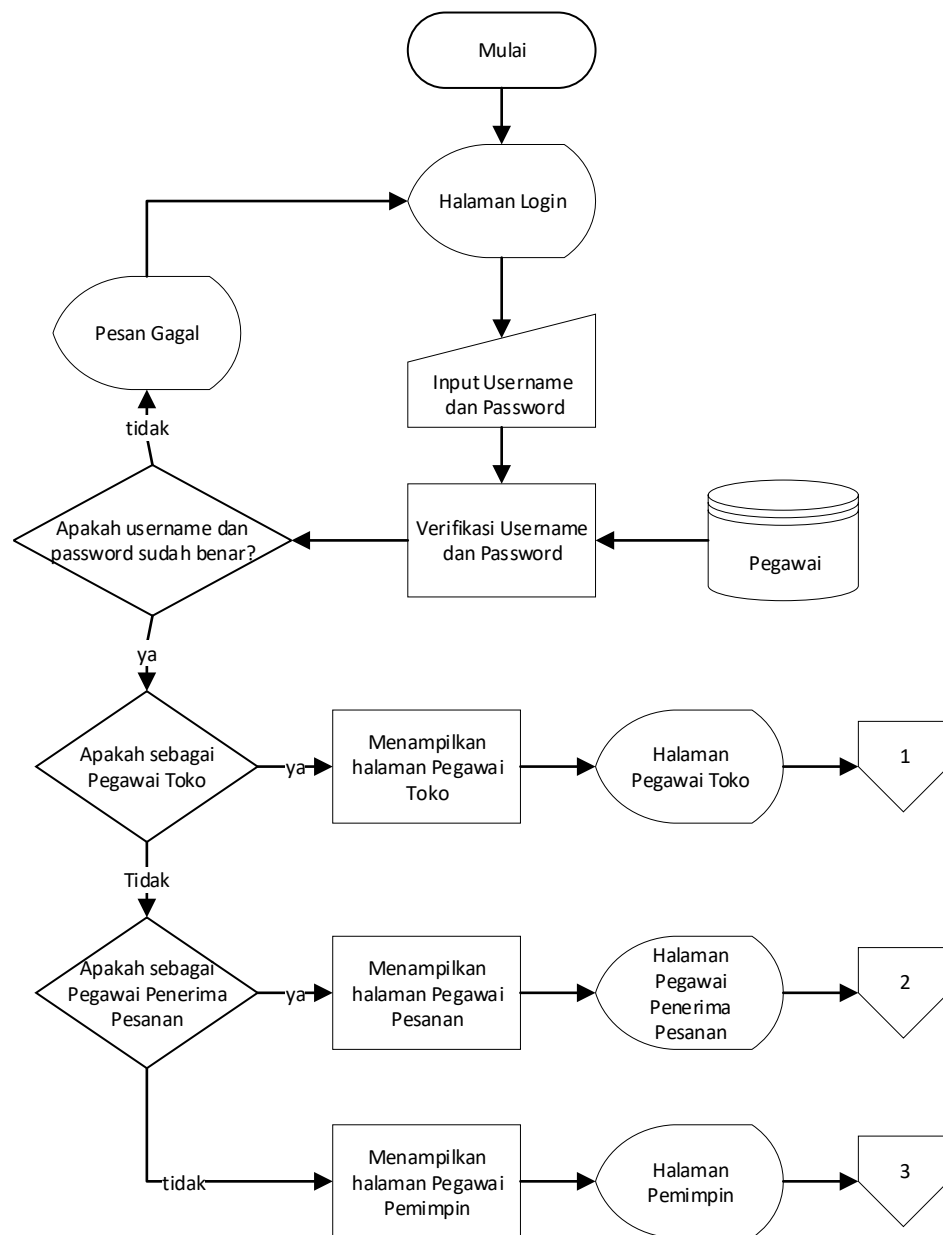 Mulai
Halaman Login
Pesan Gagal
Input Username
dan Password
tidak
Apakah username dan
password sudah benar?
Verifikasi Username
dan Password
Pegawai
ya
Apakah sebagai
Pegawai Toko
ya
Menampilkan
halaman Pegawai
Toko
Halaman
Pegawai Toko
1
Tidak
Apakah sebagai
Pegawai Penerima
Pesanan
ya
Menampilkan
halaman Pegawai
Pesanan
Halaman
Pegawai
Penerima
Pesanan
2
tidak
Menampilkan
halaman Pegawai
Pemimpin
Halaman
Pemimpin
3